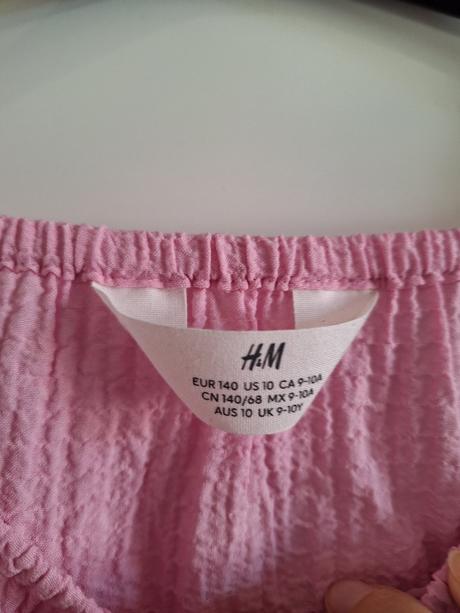 H&M
EUR 140 US 10 CA 9-10A
CN 140/68 MX 9-10A
AUS 10 UK 9-10Y